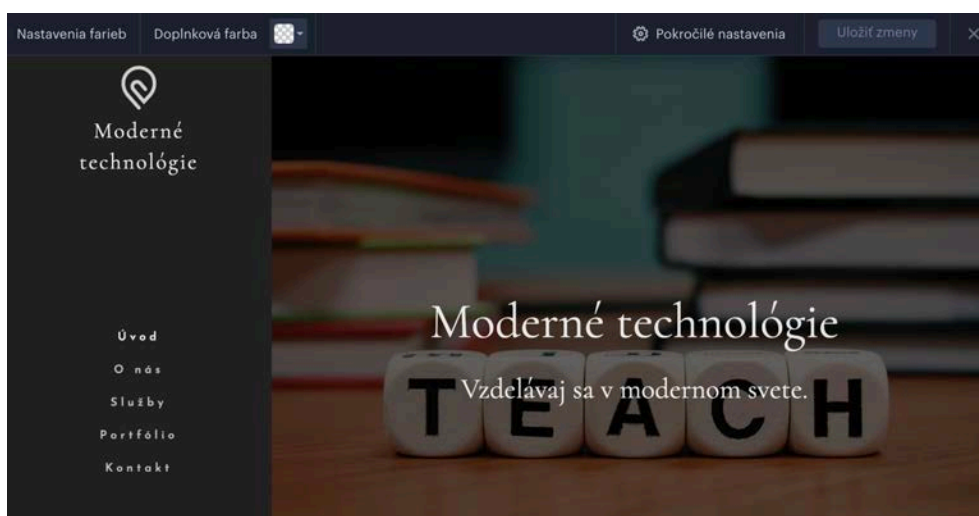 Nastavenia farieb Doplnková farba Pokročilé nastavenia Uložiť zmeny
Moderné
technológie
Úvod
O nás
Služby
Portfólio
Kontakt
Moderné technológie
Vzdelávaj sa v modernom svete.
TEACH